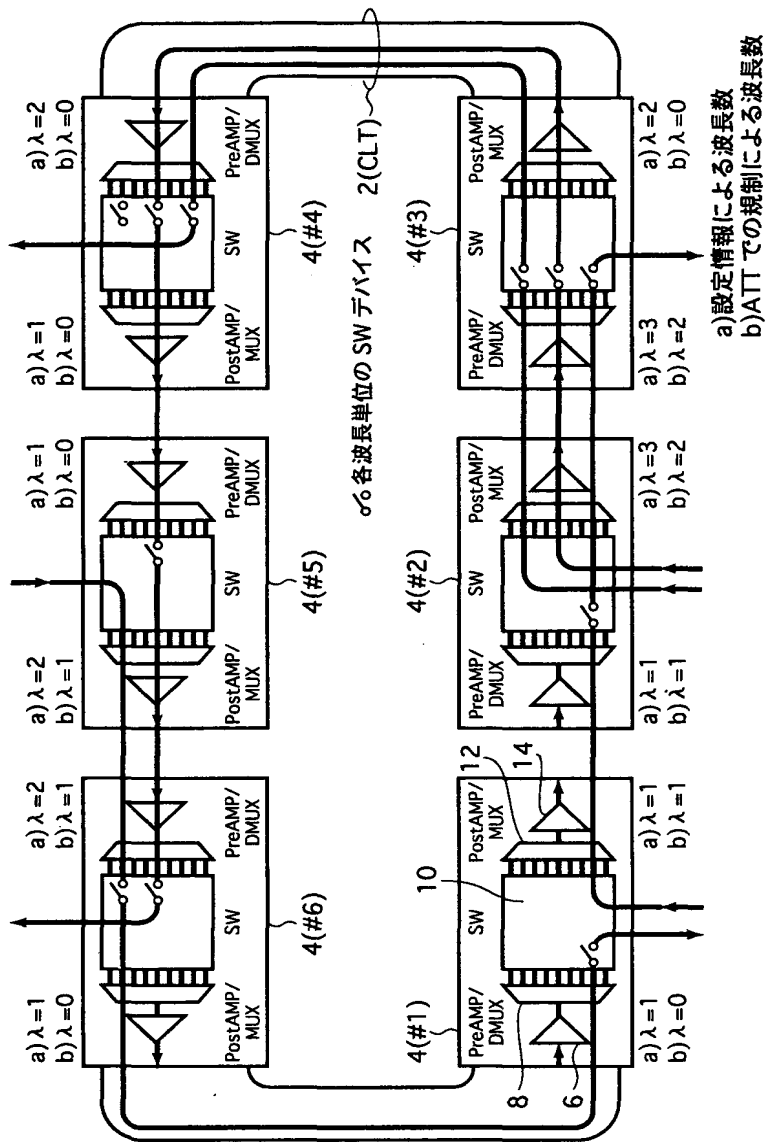 a)λ=1
b)λ=0
a)λ=2
b)λ=1
a)λ=2
b)λ=1
a)λ=1
b)λ=0
a)λ=1
b)λ=0
a)λ=2
b)λ=0
PostAMP/
MUX
SW
PreAMP/
DMUX
PostAMP/
MUX
SW
PreAMP/
DMUX
PostAMP/
MUX
SW
PreAMP/
DMUX
4(#6)
4(#5)
4(#4)
各波長単位の SW デバイス
2(CLT)
4(#1)
4(#2)
4(#3)
10
12
14
PreAMP/
DMUX
SW
PostAMP/
MUX
PreAMP/
DMUX
SW
PostAMP/
MUX
PreAMP/
DMUX
SW
PostAMP/
MUX
8
6
a)λ=1
b)λ=0
a)λ=1
b)λ=1
a)λ=1
b)λ=1
a)λ=3
b)λ=2
a)λ=3
b)λ=2
a)λ=2
b)λ=0
a)設定情報による波長数
b)ATT での規制による波長数